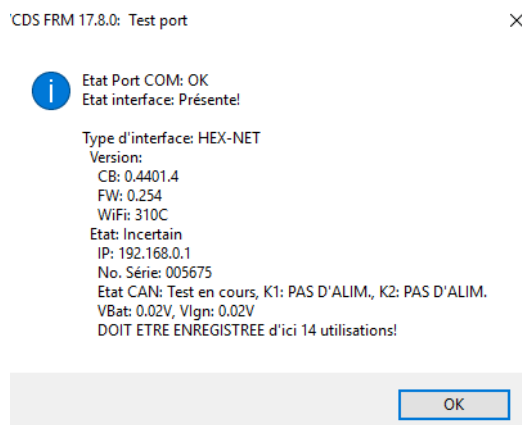 'CDS FRM 17.8.0: Test port
Etat Port COM: OK
Etat interface: Présente!
Type d'interface: HEX-NET
Version:
CB: 0.4401.4
FW: 0.254
WiFi: 310C
Etat: Incertain
IP: 192.168.0.1
No. Série: 005675
Etat CAN: Test en cours, K1: PAS D'ALIM., K2: PAS D'ALIM.
VBat: 0.02V, VIgn: 0.02V
DOIT ETRE ENREGISTREE d'ici 14 utilisations!
OK